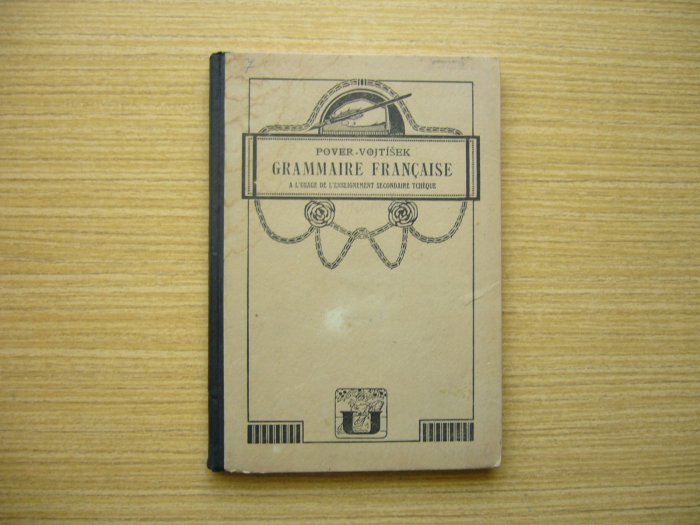 POVER-VOJTÍŠEK
GRAMMAIRE FRANÇAISE
A L'USAGE DE L'ENSEIGNEMENT SECONDAIRE TCHÈQUE
U